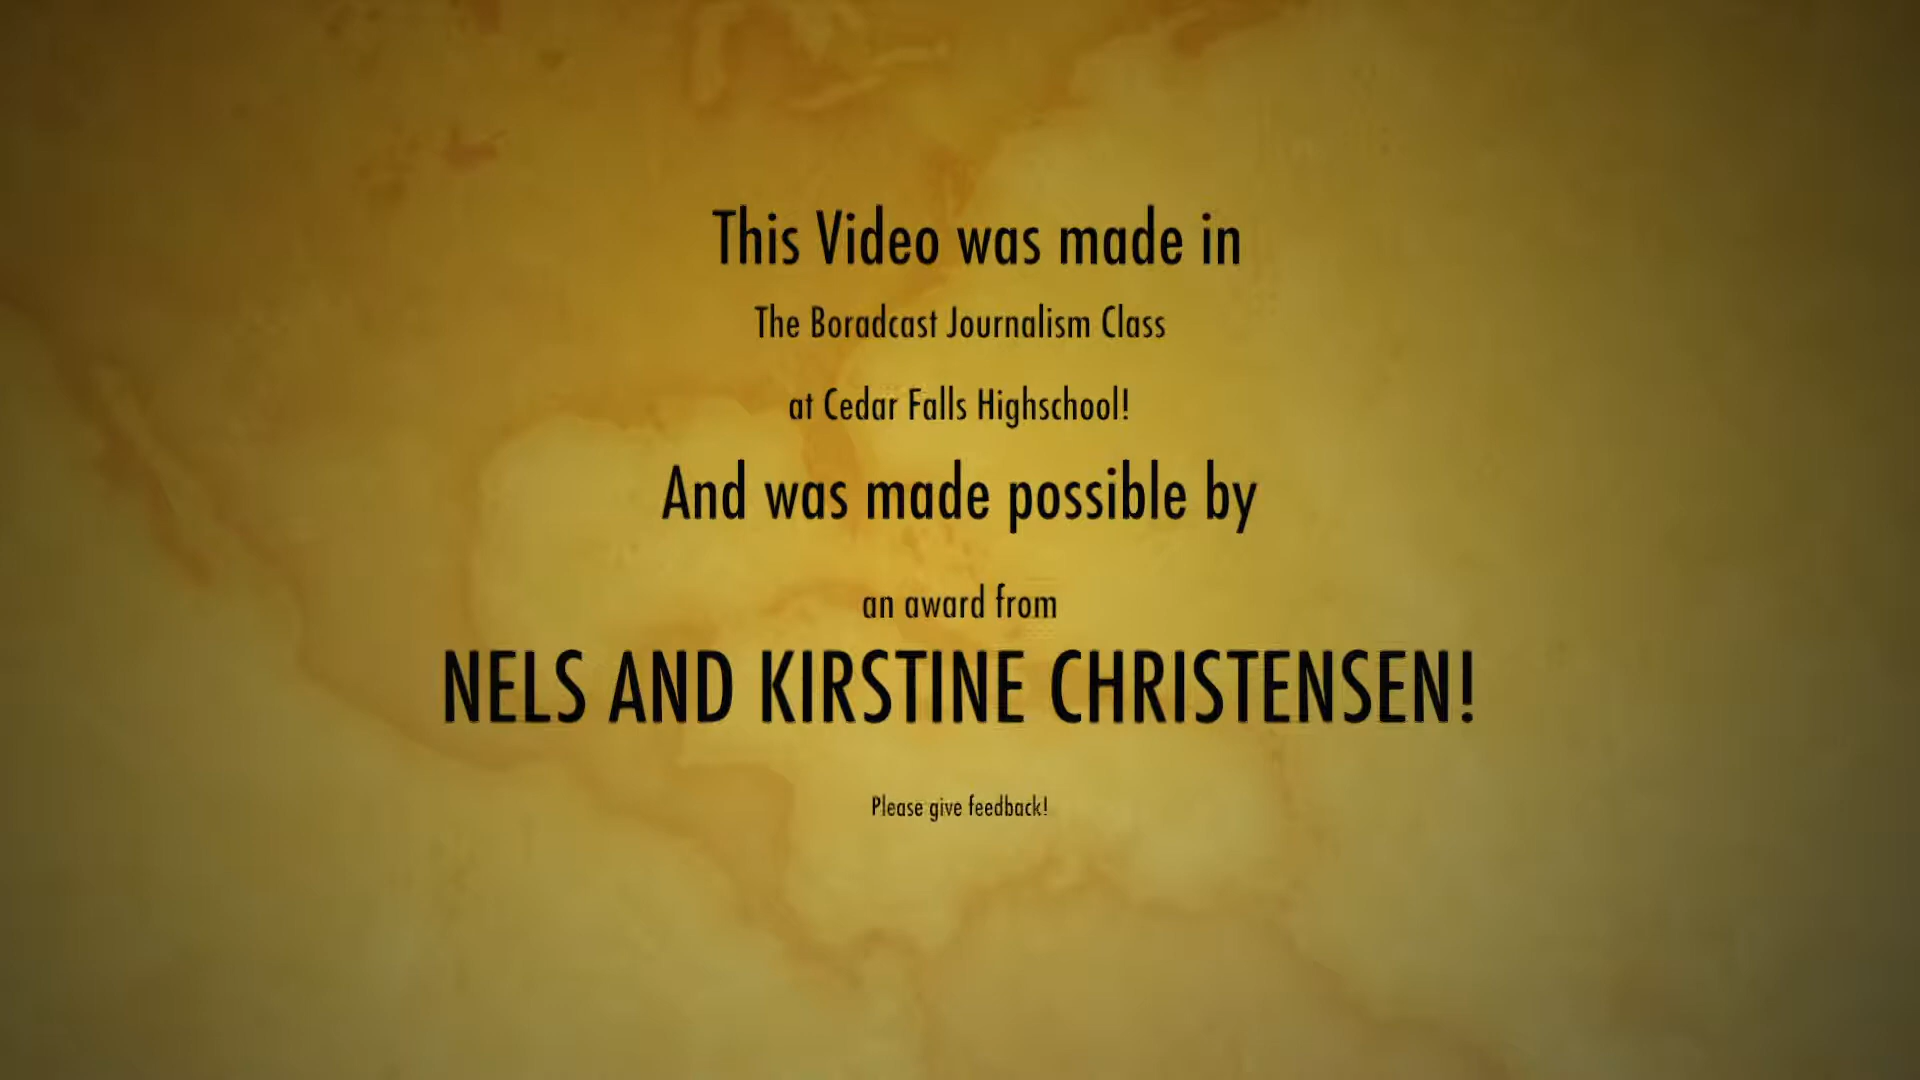 This Video was made in
The Boradcast Journalism Class
at Cedar Falls Highschool!
And was made possible by
an award from
NELS AND KIRSTINE CHRISTENSEN!
Please give feedback!